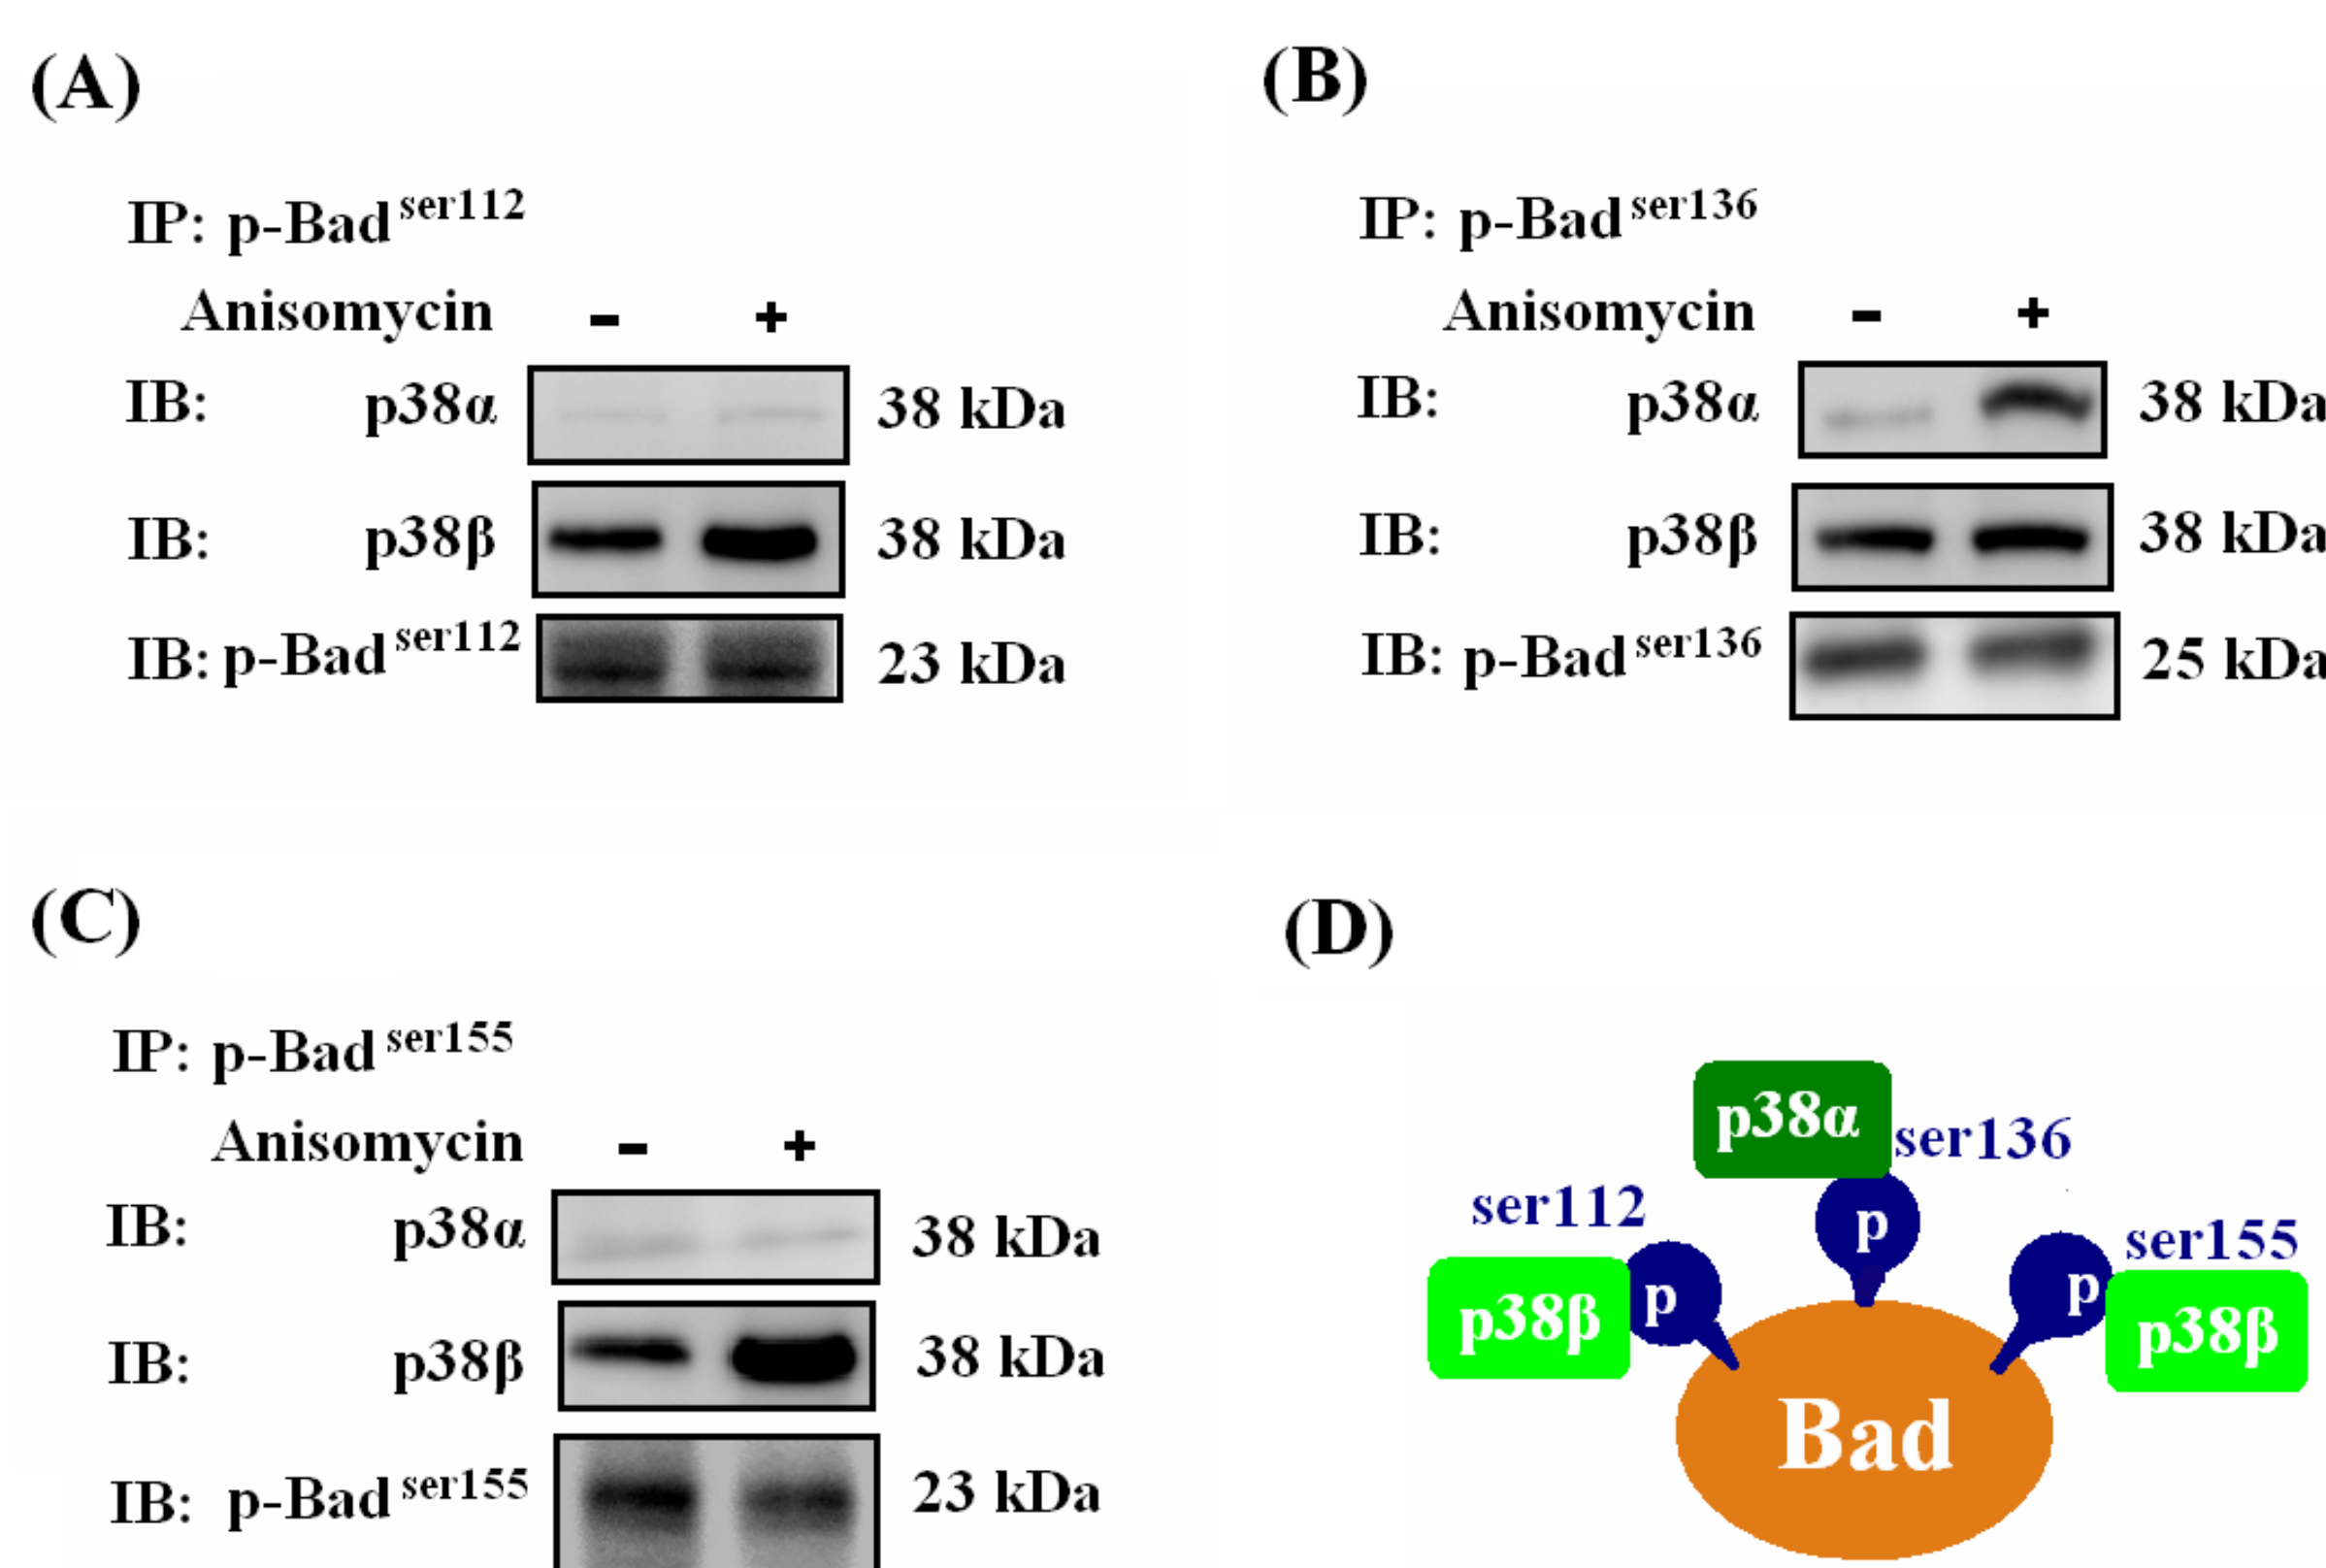 (A)
IP: p-Bad ser112
Anisomycin - +
IB: p38α 38 kDa
IB: p38β 38 kDa
IB: p-Bad ser112 23 kDa
(B)
IP: p-Bad ser136
Anisomycin - +
IB: p38α 38 kDa
IB: p38β 38 kDa
IB: p-Bad ser136 25 kDa
(C)
IP: p-Bad ser155
Anisomycin - +
IB: p38α 38 kDa
IB: p38β 38 kDa
IB: p-Bad ser155 23 kDa
(D)
p38α ser136
ser112 p ser155
p38β p p p38β
Bad